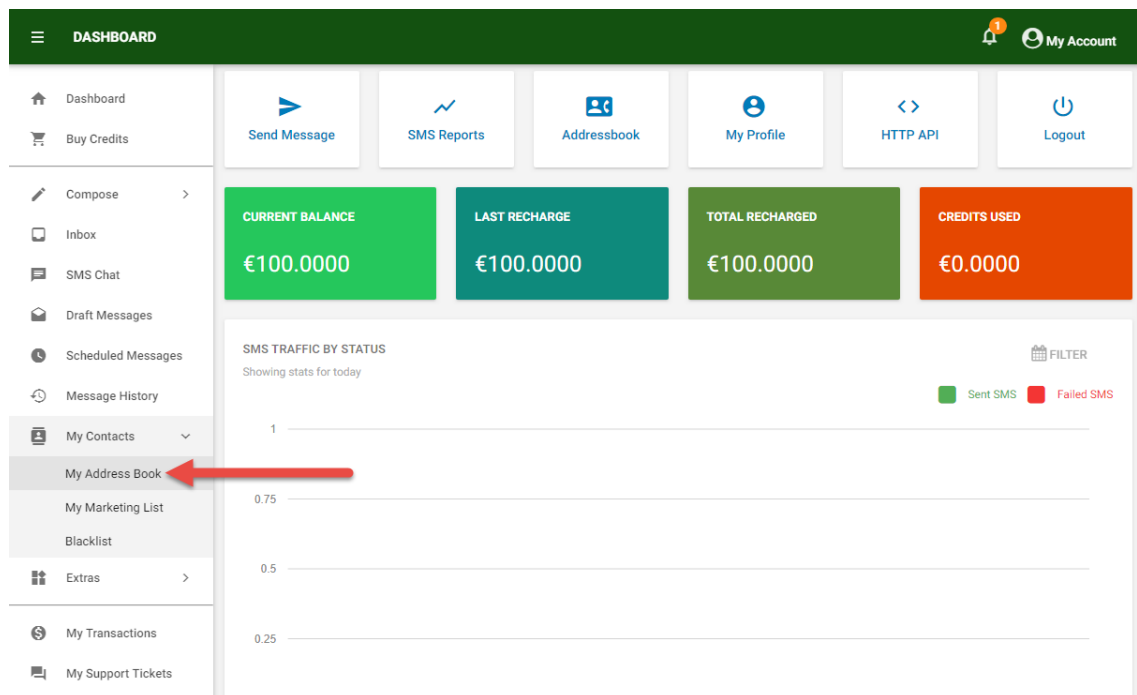 DASHBOARD
1
My Account
Dashboard
Buy Credits
Compose
Inbox
SMS Chat
Draft Messages
Scheduled Messages
Message History
My Contacts
My Address Book
My Marketing List
Blacklist
Extras
My Transactions
My Support Tickets
Send Message
SMS Reports
Addressbook
My Profile
HTTP API
Logout
CURRENT BALANCE
€100.0000
LAST RECHARGE
€100.0000
TOTAL RECHARGED
€100.0000
CREDITS USED
€0.0000
SMS TRAFFIC BY STATUS
Showing stats for today
FILTER
Sent SMS
Failed SMS
1
0.75
0.5
0.25